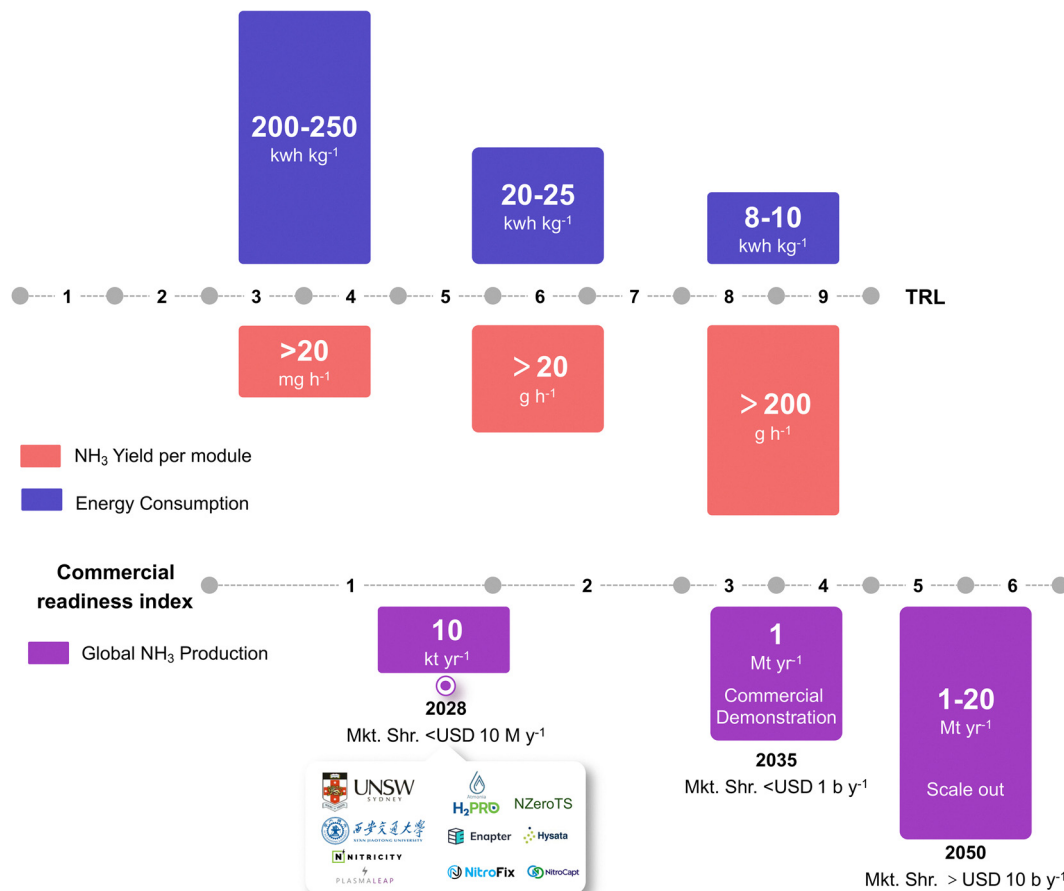 200-250
kwh kg⁻¹
20-25
kwh kg⁻¹
8-10
kwh kg⁻¹
1 2 3 4 5 6 7 8 9 TRL
>20
mg h⁻¹
> 20
g h⁻¹
> 200
g h⁻¹
NH₃ Yield per module
Energy Consumption
Commercial
readiness index
1 2 3 4 5 6
Global NH₃ Production
10
kt yr⁻¹
2028
Mkt. Shr. <USD 10 M y⁻¹
1
Mt yr⁻¹
Commercial
Demonstration
2035
Mkt. Shr. <USD 1 b y⁻¹
1-20
Mt yr⁻¹
Scale out
2050
Mkt. Shr. > USD 10 b y⁻¹
UNSW
SYDNEY
H₂PRO
NZeroTS
西安交通大学
XI'AN JIAOTONG UNIVERSITY
Enapter
Hysata
NITRICITY
PLASMALEAP
NitroFix
NitroCapt